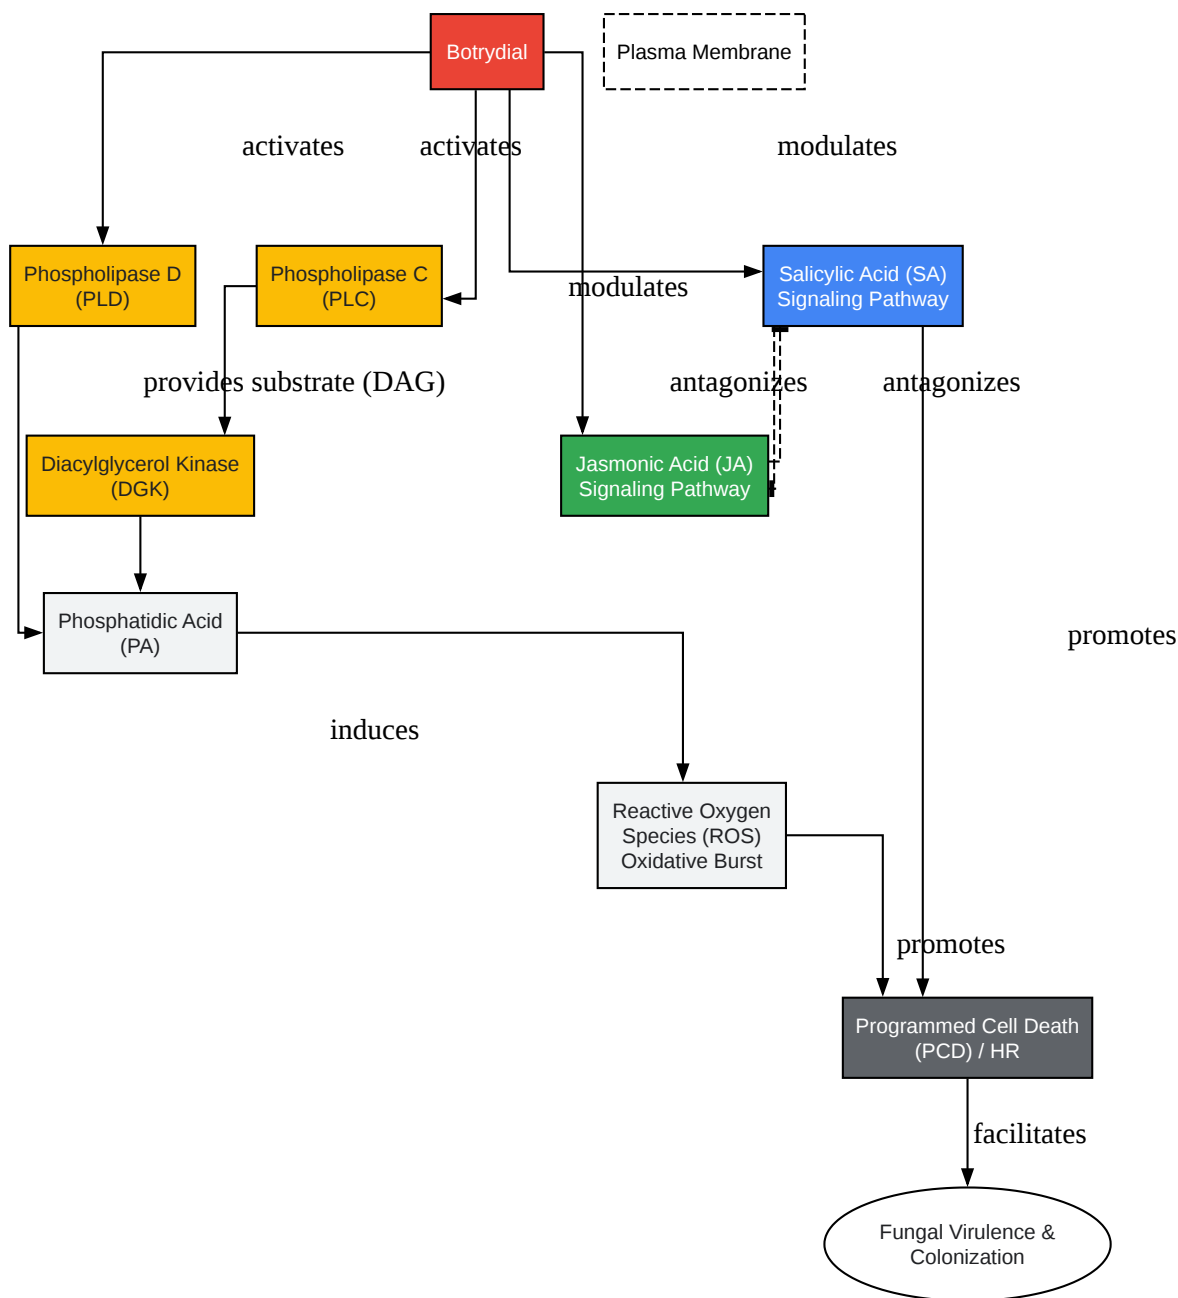 Botrydial
Plasma Membrane
activates
activates
modulates
Phospholipase D
(PLD)
Phospholipase C
(PLC)
modulates
Salicylic Acid (SA)
Signaling Pathway
provides substrate (DAG)
antagonizes
antagonizes
Diacylglycerol Kinase
(DGK)
Jasmonic Acid (JA)
Signaling Pathway
Phosphatidic Acid
(PA)
promotes
induces
Reactive Oxygen
Species (ROS)
Oxidative Burst
promotes
Programmed Cell Death
(PCD) / HR
facilitates
Fungal Virulence &
Colonization